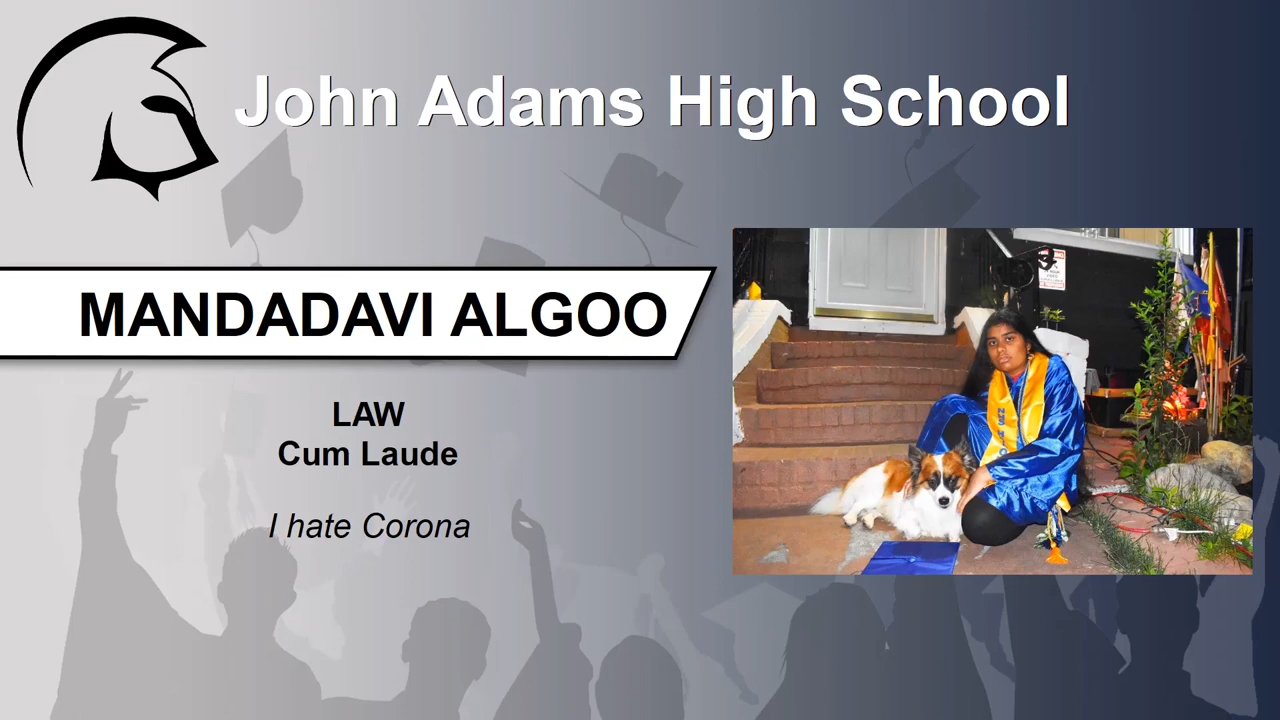 John Adams High School
MANDADAVI ALGOO
LAW
Cum Laude
I hate Corona